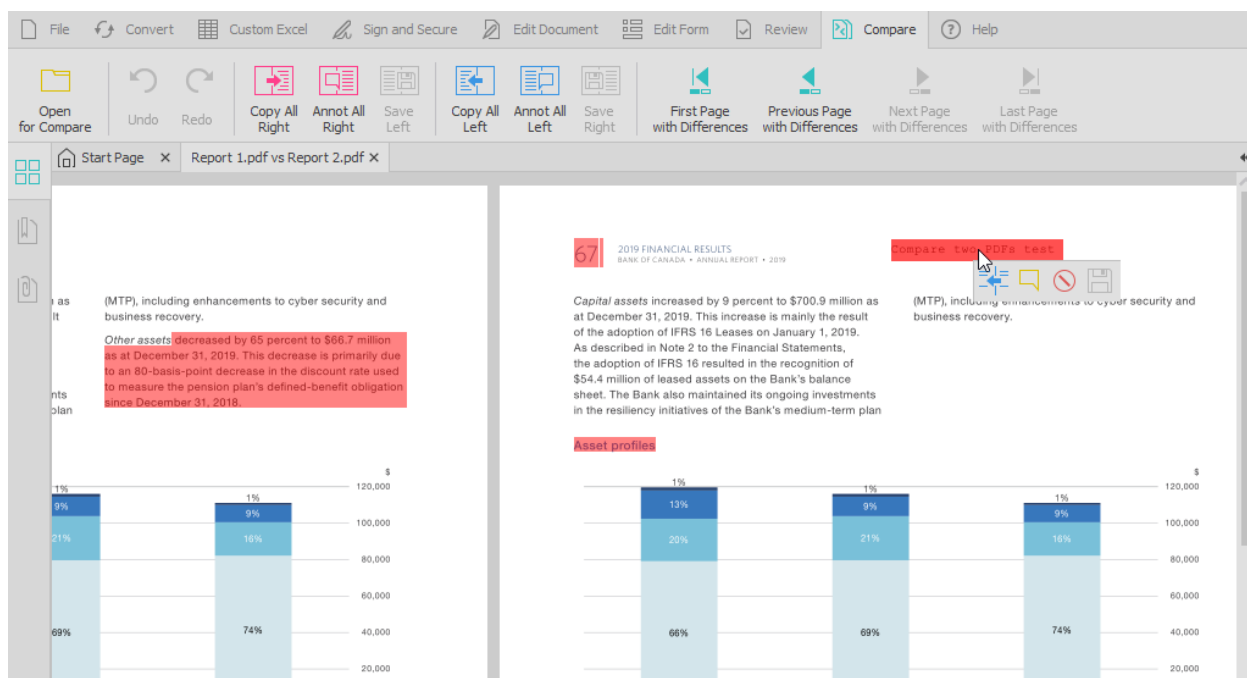 File Convert Custom Excel Sign and Secure Edit Document Edit Form Review Compare Help
Open for Compare
Undo
Redo
Copy All Right
Annot All Right
Save Left
Copy All Left
Annot All Left
Save Right
First Page with Differences
Previous Page with Differences
Next Page with Differences
Last Page with Differences
Start Page
Report 1.pdf vs Report 2.pdf
as
lt
nts
plan
(MTP), including enhancements to cyber security and
business recovery.
Other assets decreased by 65 percent to $66.7 million
as at December 31, 2019. This decrease is primarily due
to an 80-basis-point decrease in the discount rate used
to measure the pension plan's defined-benefit obligation
since December 31, 2018.
$
120,000
100,000
80,000
60,000
40,000
20,000
1%
9%
21%
69%
1%
9%
16%
74%
67
2019 FINANCIAL RESULTS
BANK OF CANADA • ANNUAL REPORT • 2019
Compare two PDFs test
Capital assets increased by 9 percent to $700.9 million as
at December 31, 2019. This increase is mainly the result
of the adoption of IFRS 16 Leases on January 1, 2019.
As described in Note 2 to the Financial Statements,
the adoption of IFRS 16 resulted in the recognition of
$54.4 million of leased assets on the Bank's balance
sheet. The Bank also maintained its ongoing investments
in the resiliency initiatives of the Bank's medium-term plan
(MTP), including enhancements to cyber security and
business recovery.
Asset profiles
$
120,000
100,000
80,000
60,000
40,000
20,000
1%
13%
20%
66%
1%
9%
21%
69%
1%
9%
16%
74%